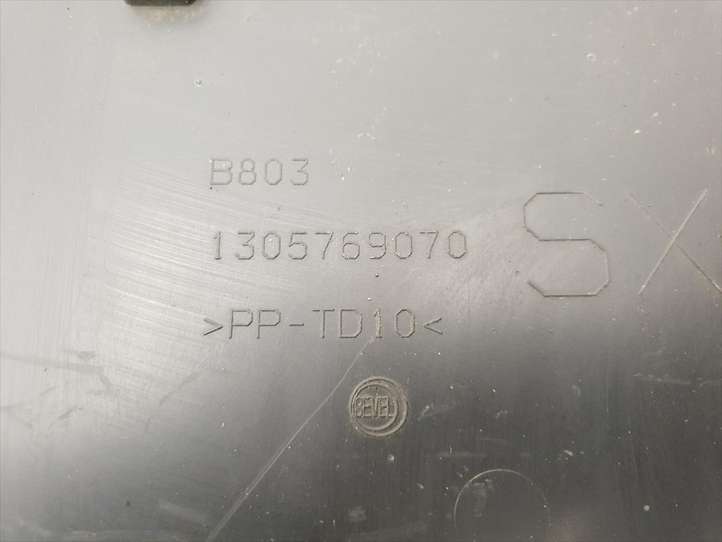 B803
1305769070
>PP-TD10<
SX
SEVEL